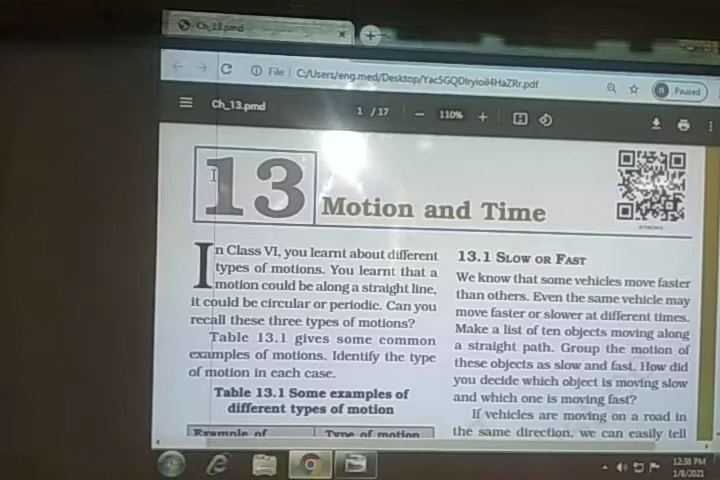 Ch_13.pmd
File C:/Users/eng.med/Desktop/
Paused
Ch_13.pmd 1 / 17 110%
13 Motion and Time
In Class VI, you learnt about different
types of motions. You learnt that a
motion could be along a straight line,
it could be circular or periodic. Can you
recall these three types of motions?
Table 13.1 gives some common
examples of motions. Identify the type
of motion in each case.
Table 13.1 Some examples of
different types of motion
Example of Type of motion
13.1 SLOW OR FAST
We know that some vehicles move faster
than others. Even the same vehicle may
move faster or slower at different times.
Make a list of ten objects moving along
a straight path. Group the motion of
these objects as slow and fast. How did
you decide which object is moving slow
and which one is moving fast?
If vehicles are moving on a road in
the same direction, we can easily tell
12:38 PM
1/8/2021